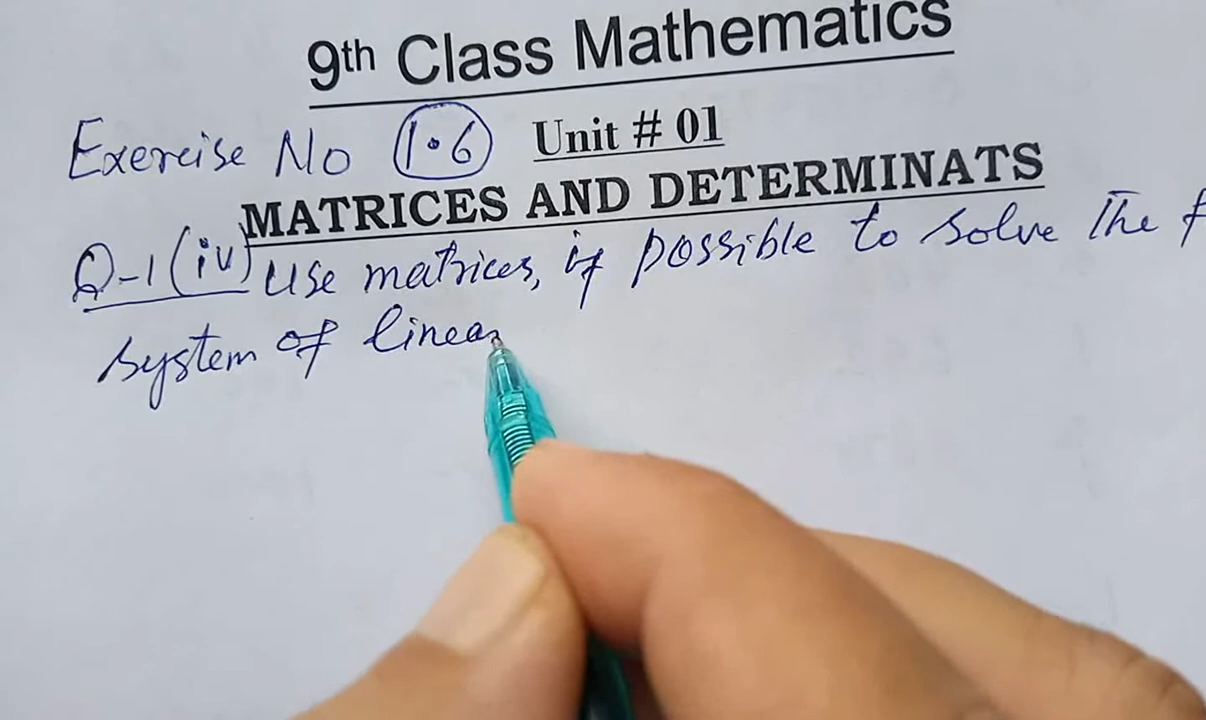 9th Class Mathematics
Exercise No 1.6 Unit # 01
MATRICES AND DETERMINATS
Q-1(iv) Use matrices, if possible to solve The f
system of linear